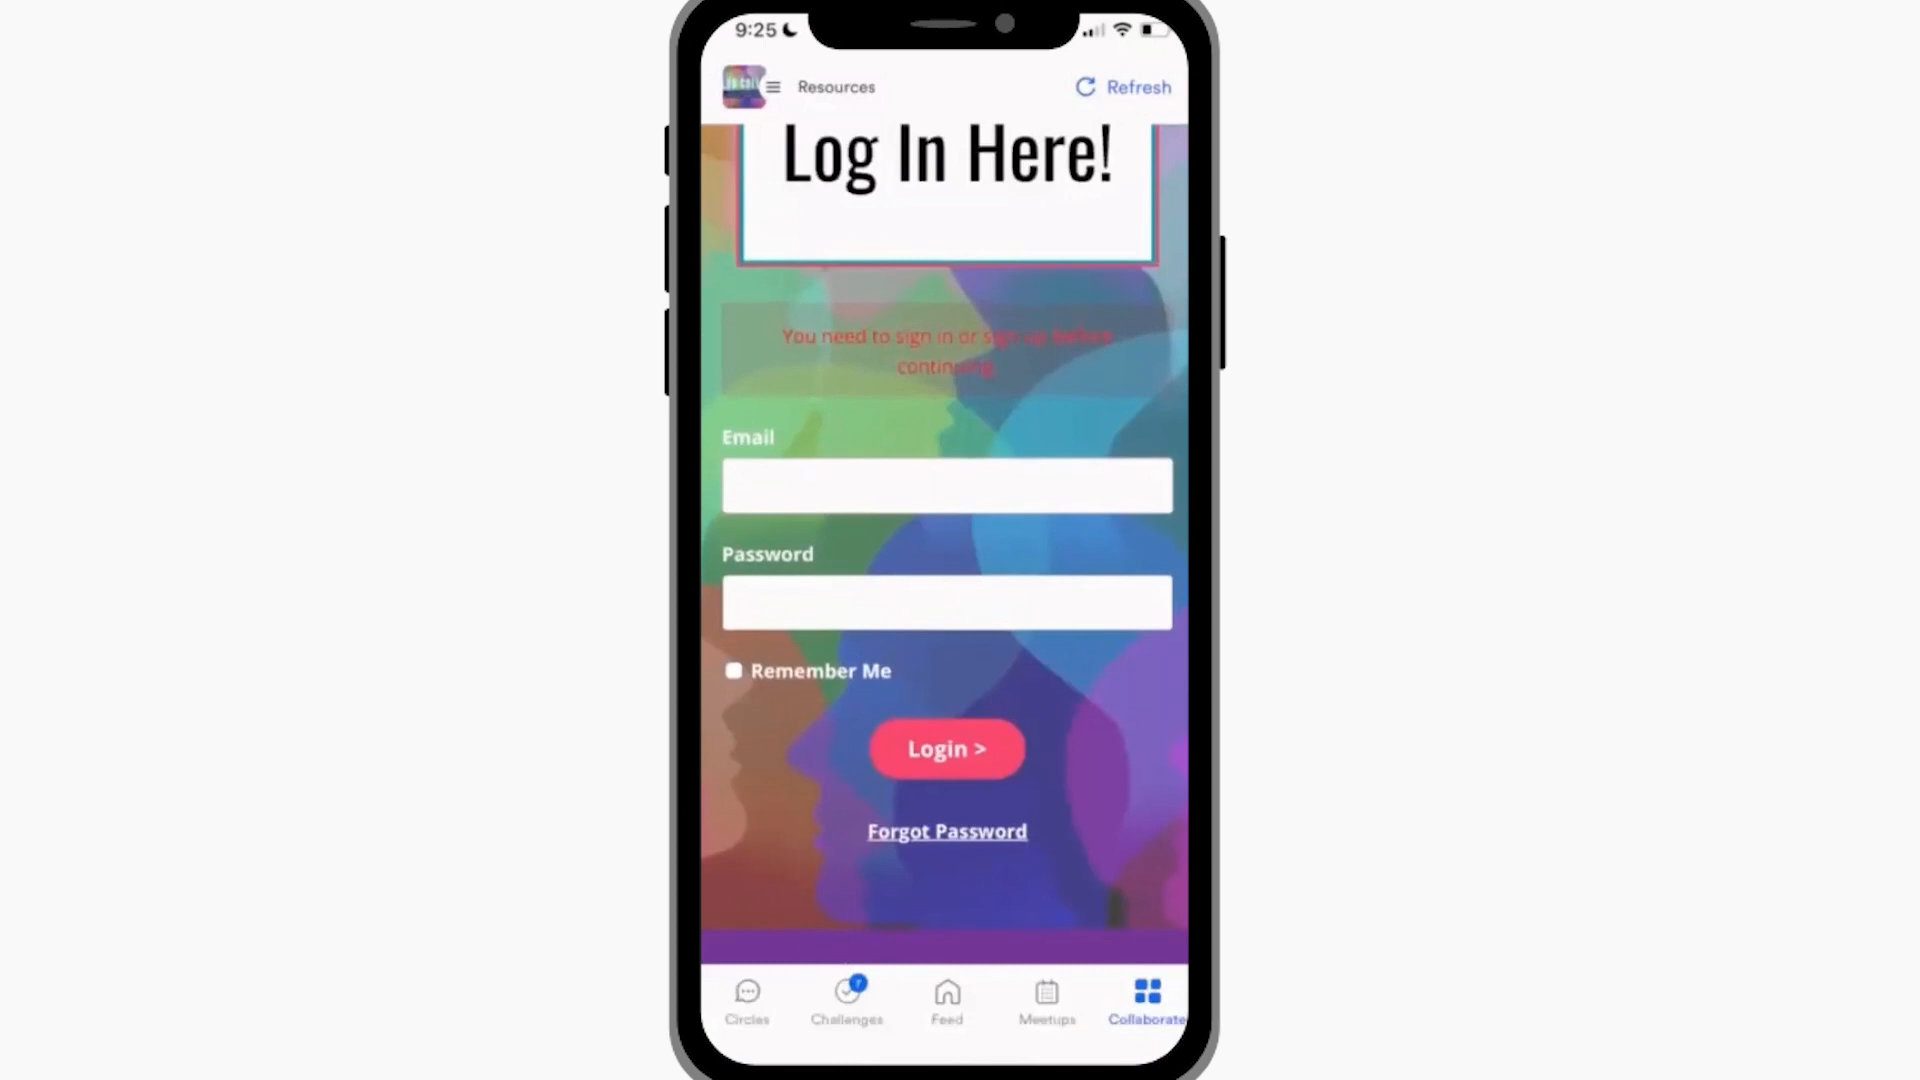 9:25
Resources
Refresh
Log In Here!
You need to sign in or sign up before
continuing.
Email
Password
Remember Me
Login >
Forgot Password
7
Circles
Challenges
Feed
Meetups
Collaborate